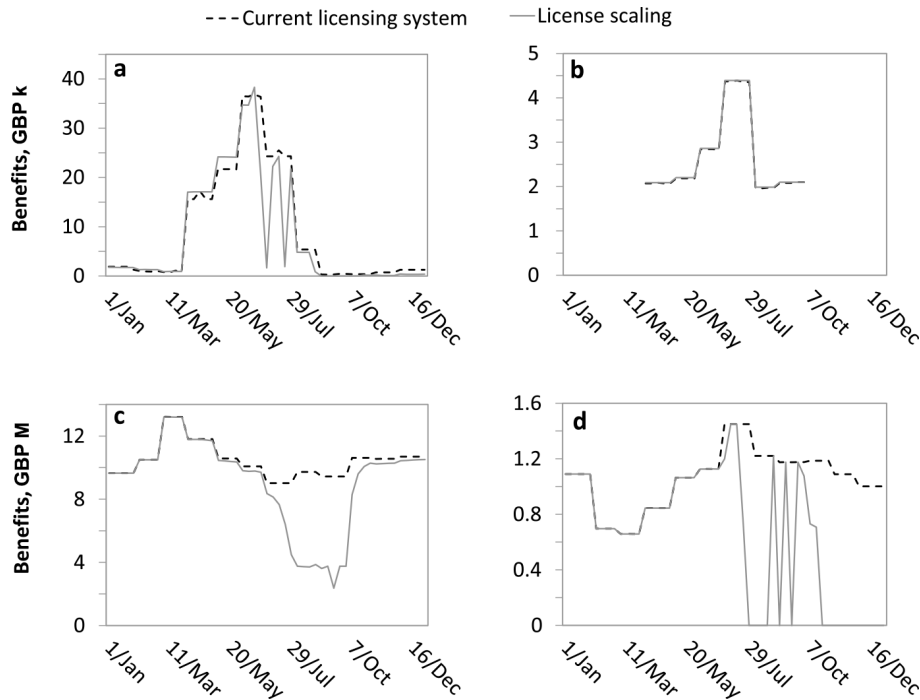 Current licensing system
License scaling
a
Benefits, GBP k
40
30
20
10
0
1/Jan
11/Mar
20/May
29/Jul
7/Oct
16/Dec
b
5
4
3
2
1
0
1/Jan
11/Mar
20/May
29/Jul
7/Oct
16/Dec
c
Benefits, GBP M
12
8
4
0
1/Jan
11/Mar
20/May
29/Jul
7/Oct
16/Dec
d
1.6
1.2
0.8
0.4
0
1/Jan
11/Mar
20/May
29/Jul
7/Oct
16/Dec